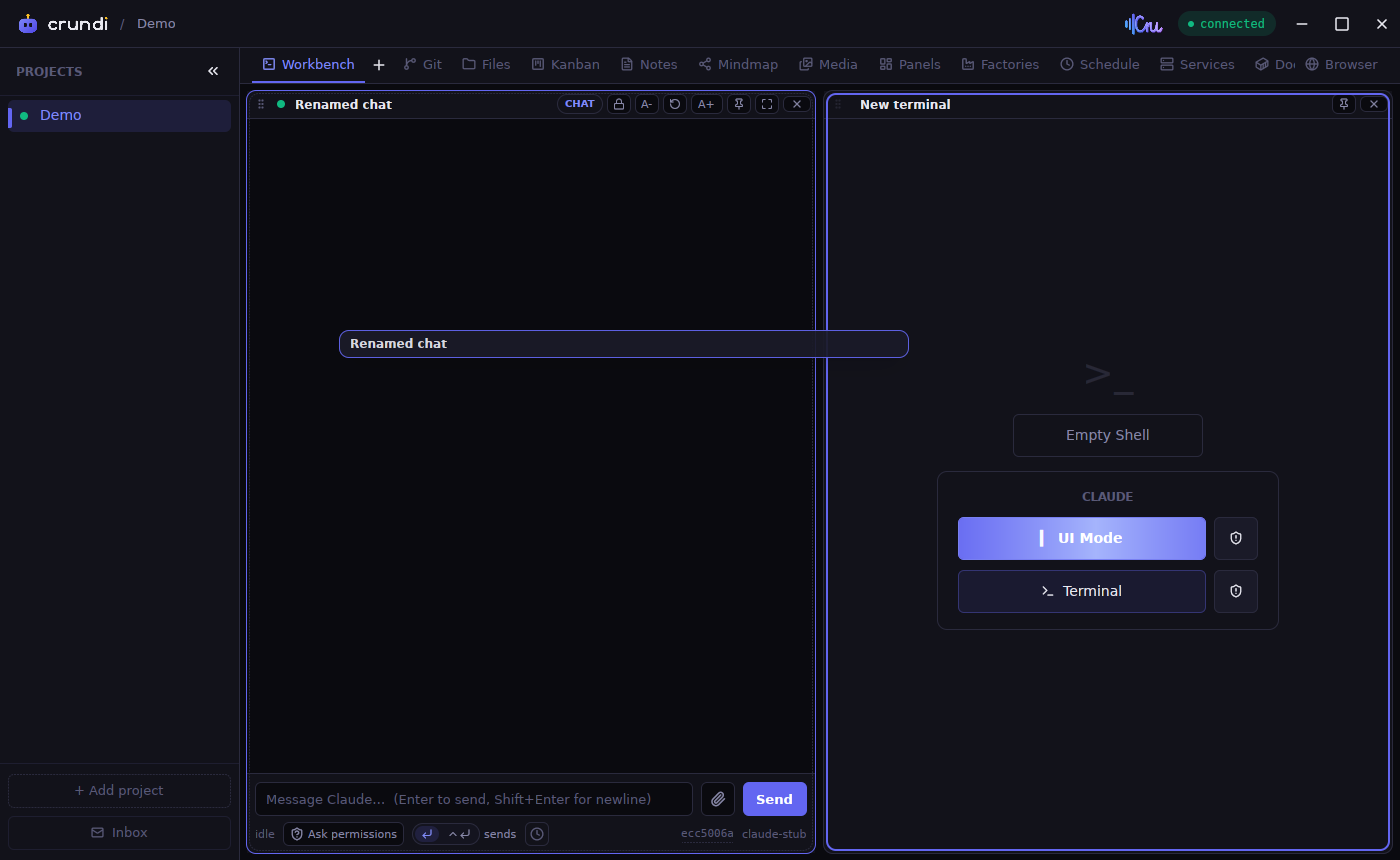 crundi / Demo
Cru
connected
PROJECTS
Workbench + Git Files Kanban Notes Mindmap Media Panels Factories Schedule Services Do Browser
Demo
Renamed chat CHAT A- A+
New terminal
Renamed chat
>_
Empty Shell
CLAUDE
UI Mode
Terminal
+ Add project
Inbox
Message Claude... (Enter to send, Shift+Enter for newline)
Send
idle Ask permissions sends ecc5006a claude-stub